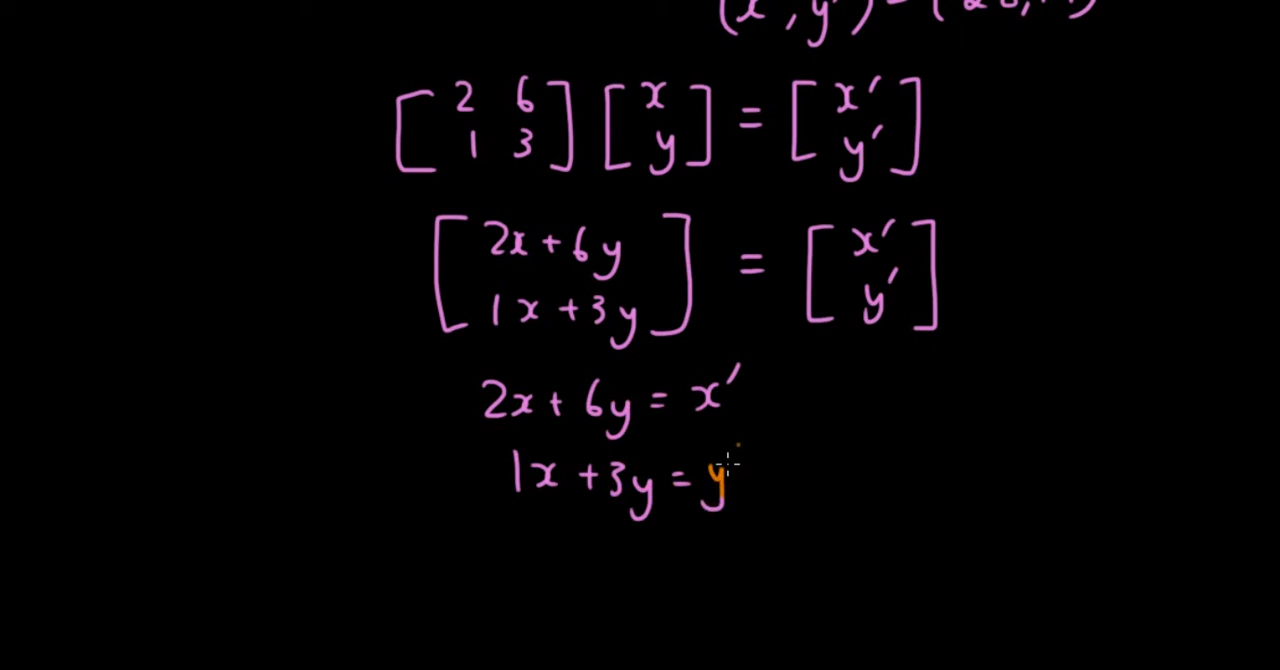 (x, y') = (
[2 6 1 3] [x y] = [x' y']
[2x + 6y 1x + 3y] = [x' y']
2x + 6y = x'
1x + 3y = y